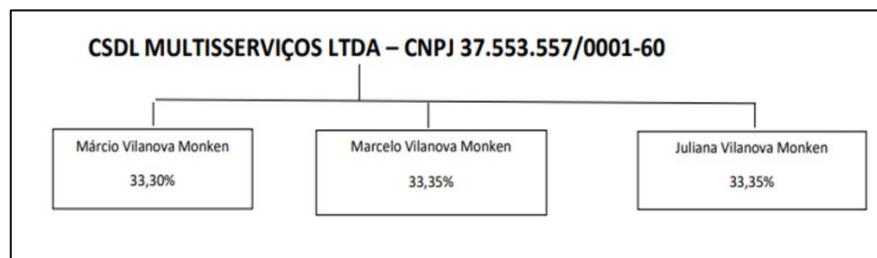 CSDL MULTISSERVIÇOS LTDA – CNPJ 37.553.557/0001-60
Márcio Vilanova Monken
33,30%
Marcelo Vilanova Monken
33,35%
Juliana Vilanova Monken
33,35%